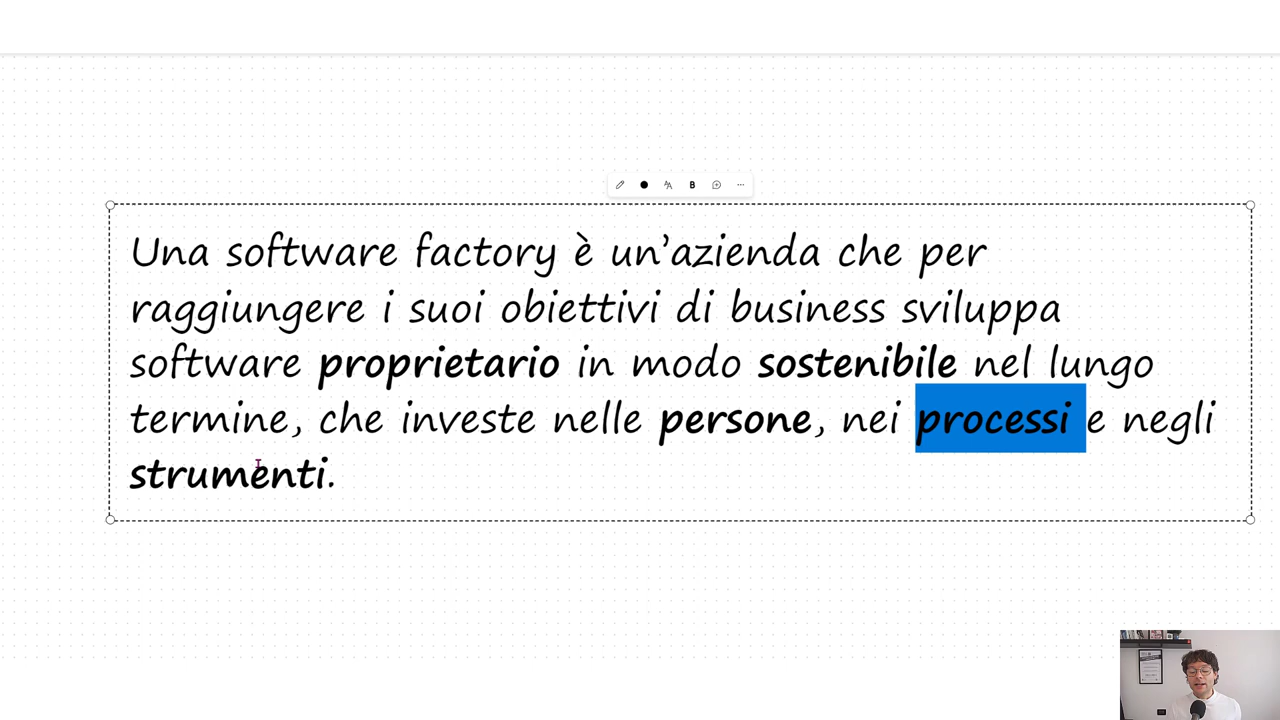 Una software factory è un’azienda che per
raggiungere i suoi obiettivi di business sviluppa
software proprietario in modo sostenibile nel lungo
termine, che investe nelle persone, nei processi e negli
strumenti.
B